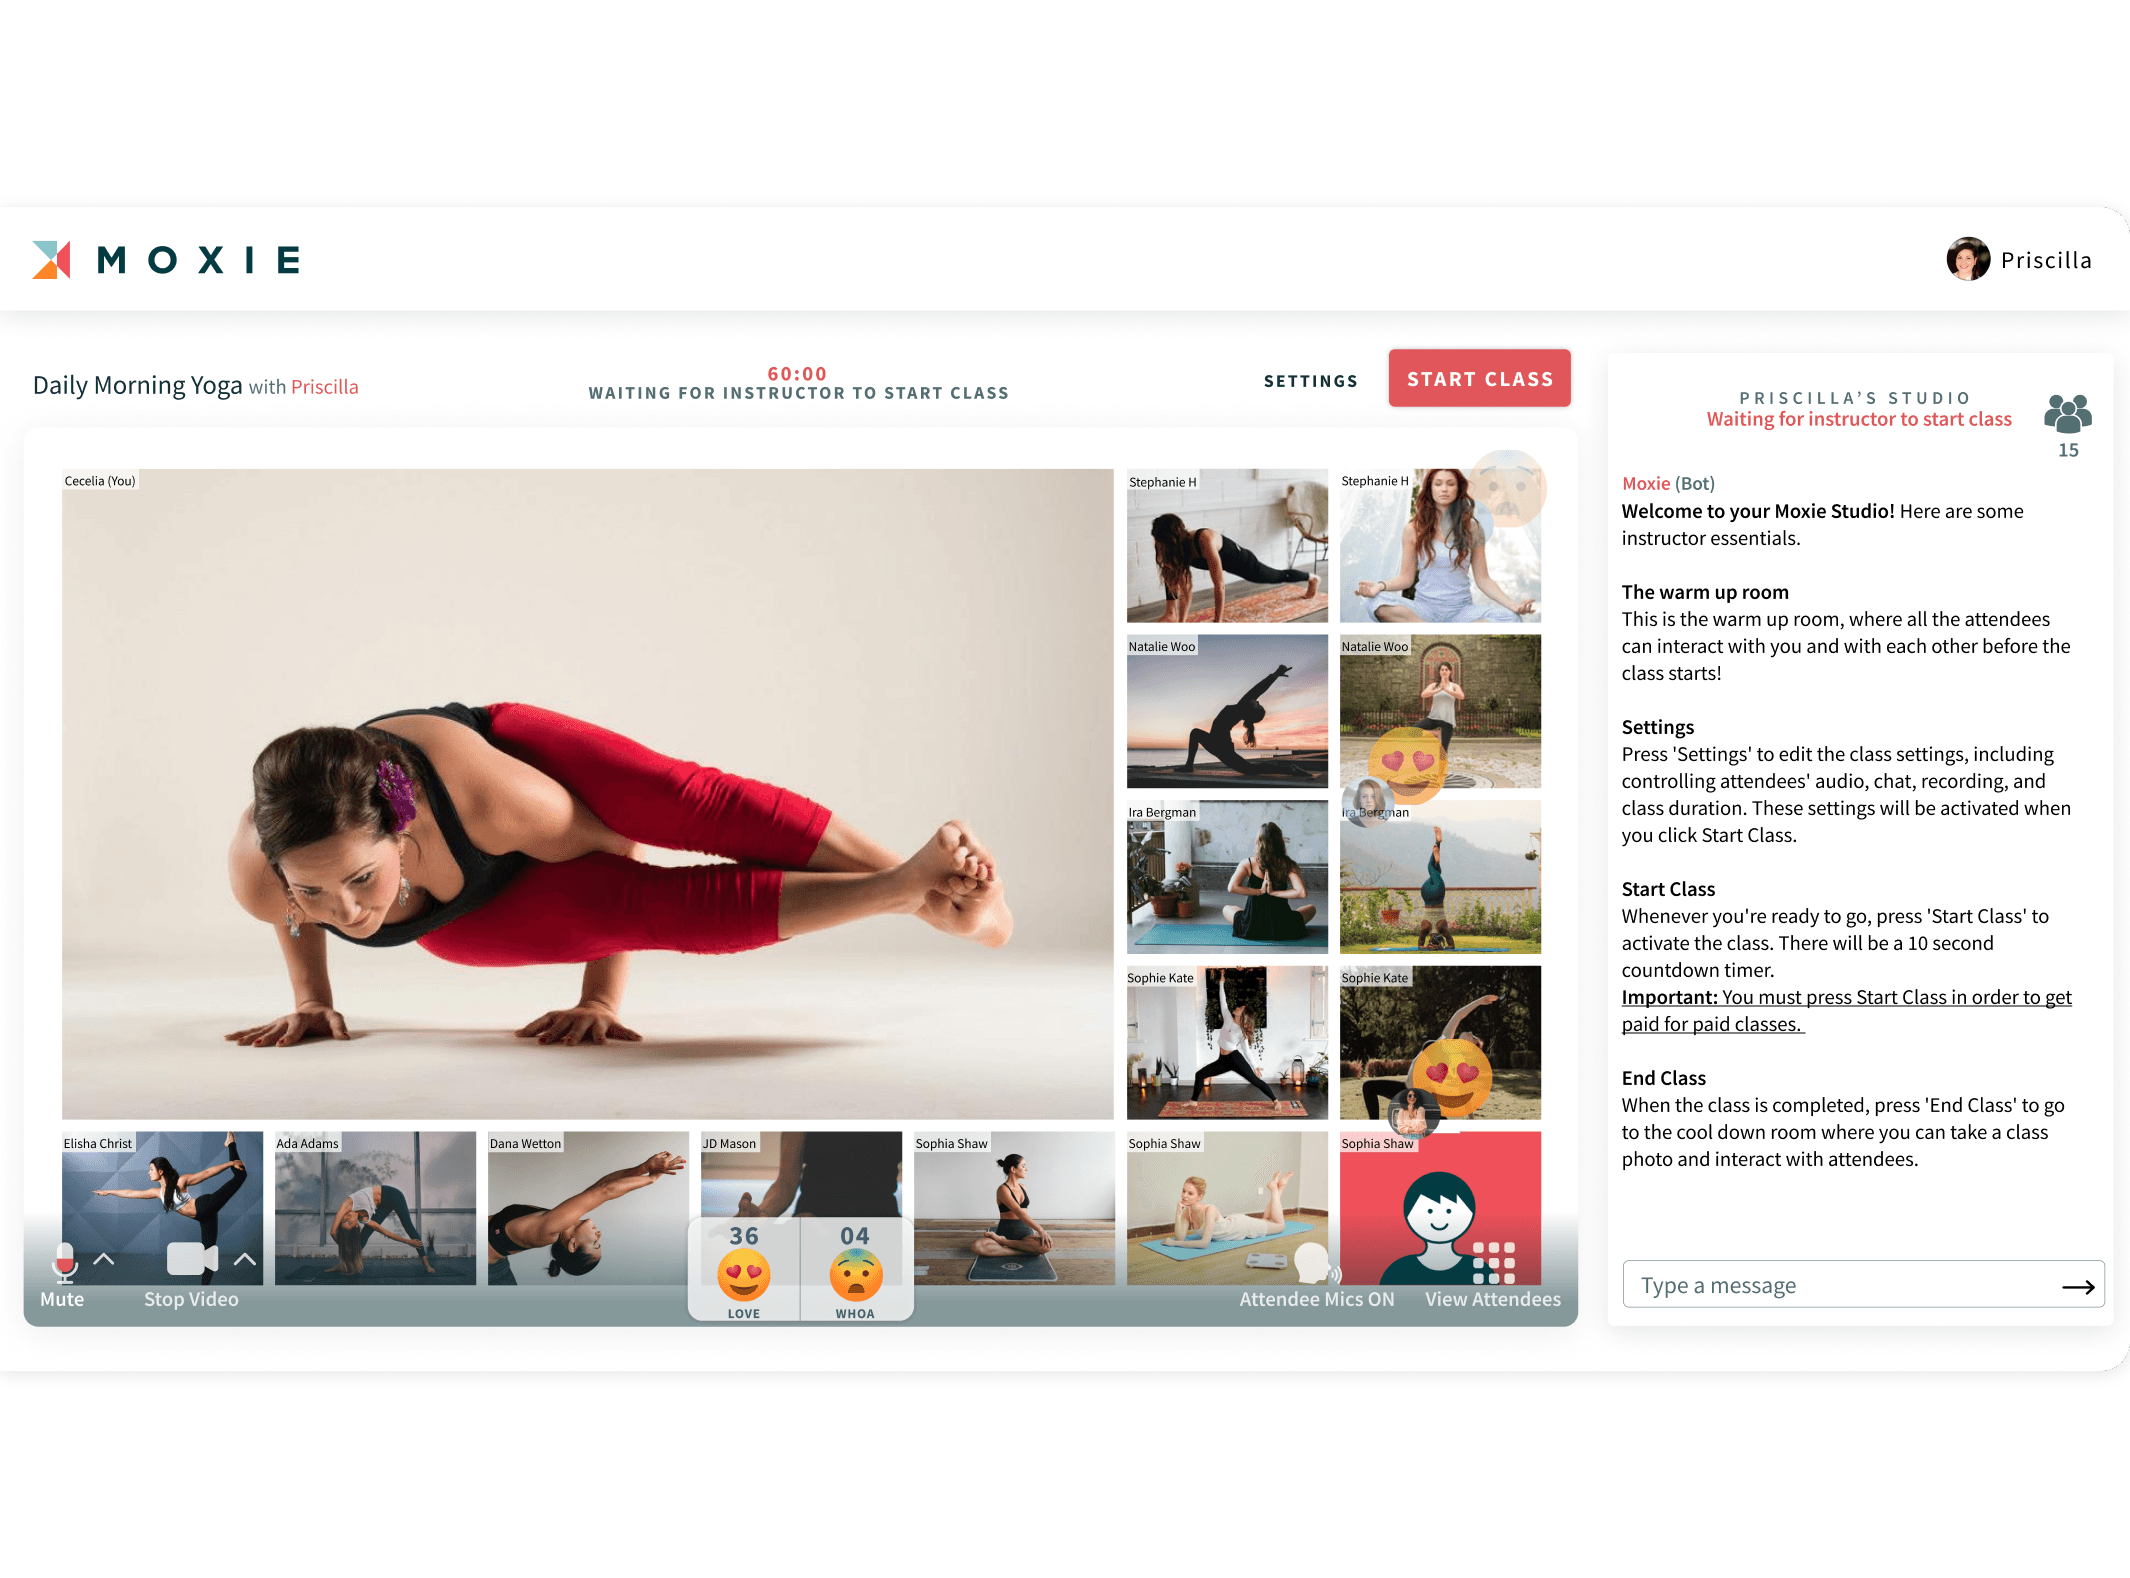 MOXIE
Priscilla
Daily Morning Yoga with Priscilla
60:00
WAITING FOR INSTRUCTOR TO START CLASS
SETTINGS
START CLASS
Cecelia (You)
Stephanie H
Stephanie H
Natalie Woo
Natalie Woo
Ira Bergman
Ira Bergman
Sophie Kate
Sophie Kate
Elisha Christ
Ada Adams
Dana Wetton
JD Mason
Sophia Shaw
Sophia Shaw
Sophia Shaw
Mute
Stop Video
36
LOVE
04
WHOA
Attendee Mics ON
View Attendees
PRISCILLA'S STUDIO
Waiting for instructor to start class
15
Moxie (Bot)
Welcome to your Moxie Studio! Here are some
instructor essentials.
The warm up room
This is the warm up room, where all the attendees
can interact with you and with each other before the
class starts!
Settings
Press 'Settings' to edit the class settings, including
controlling attendees' audio, chat, recording, and
class duration. These settings will be activated when
you click Start Class.
Start Class
Whenever you're ready to go, press 'Start Class' to
activate the class. There will be a 10 second
countdown timer.
Important: You must press Start Class in order to get
paid for paid classes.
End Class
When the class is completed, press 'End Class' to go
to the cool down room where you can take a class
photo and interact with attendees.
Type a message